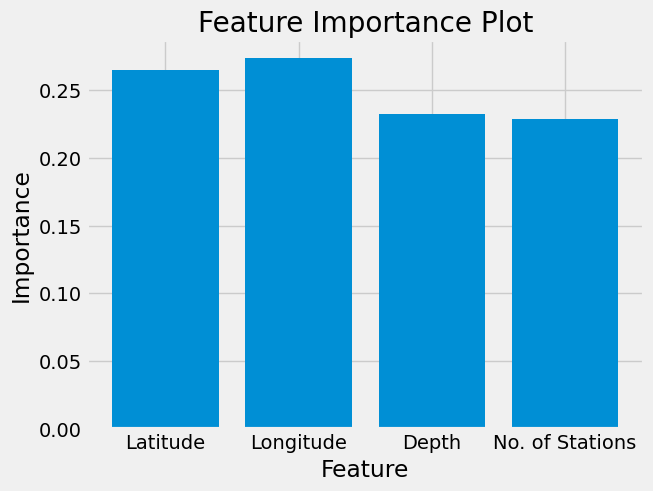 Feature Importance Plot
Importance
0.25
0.20
0.15
0.10
0.05
0.00
Latitude Longitude Depth No. of Stations
Feature